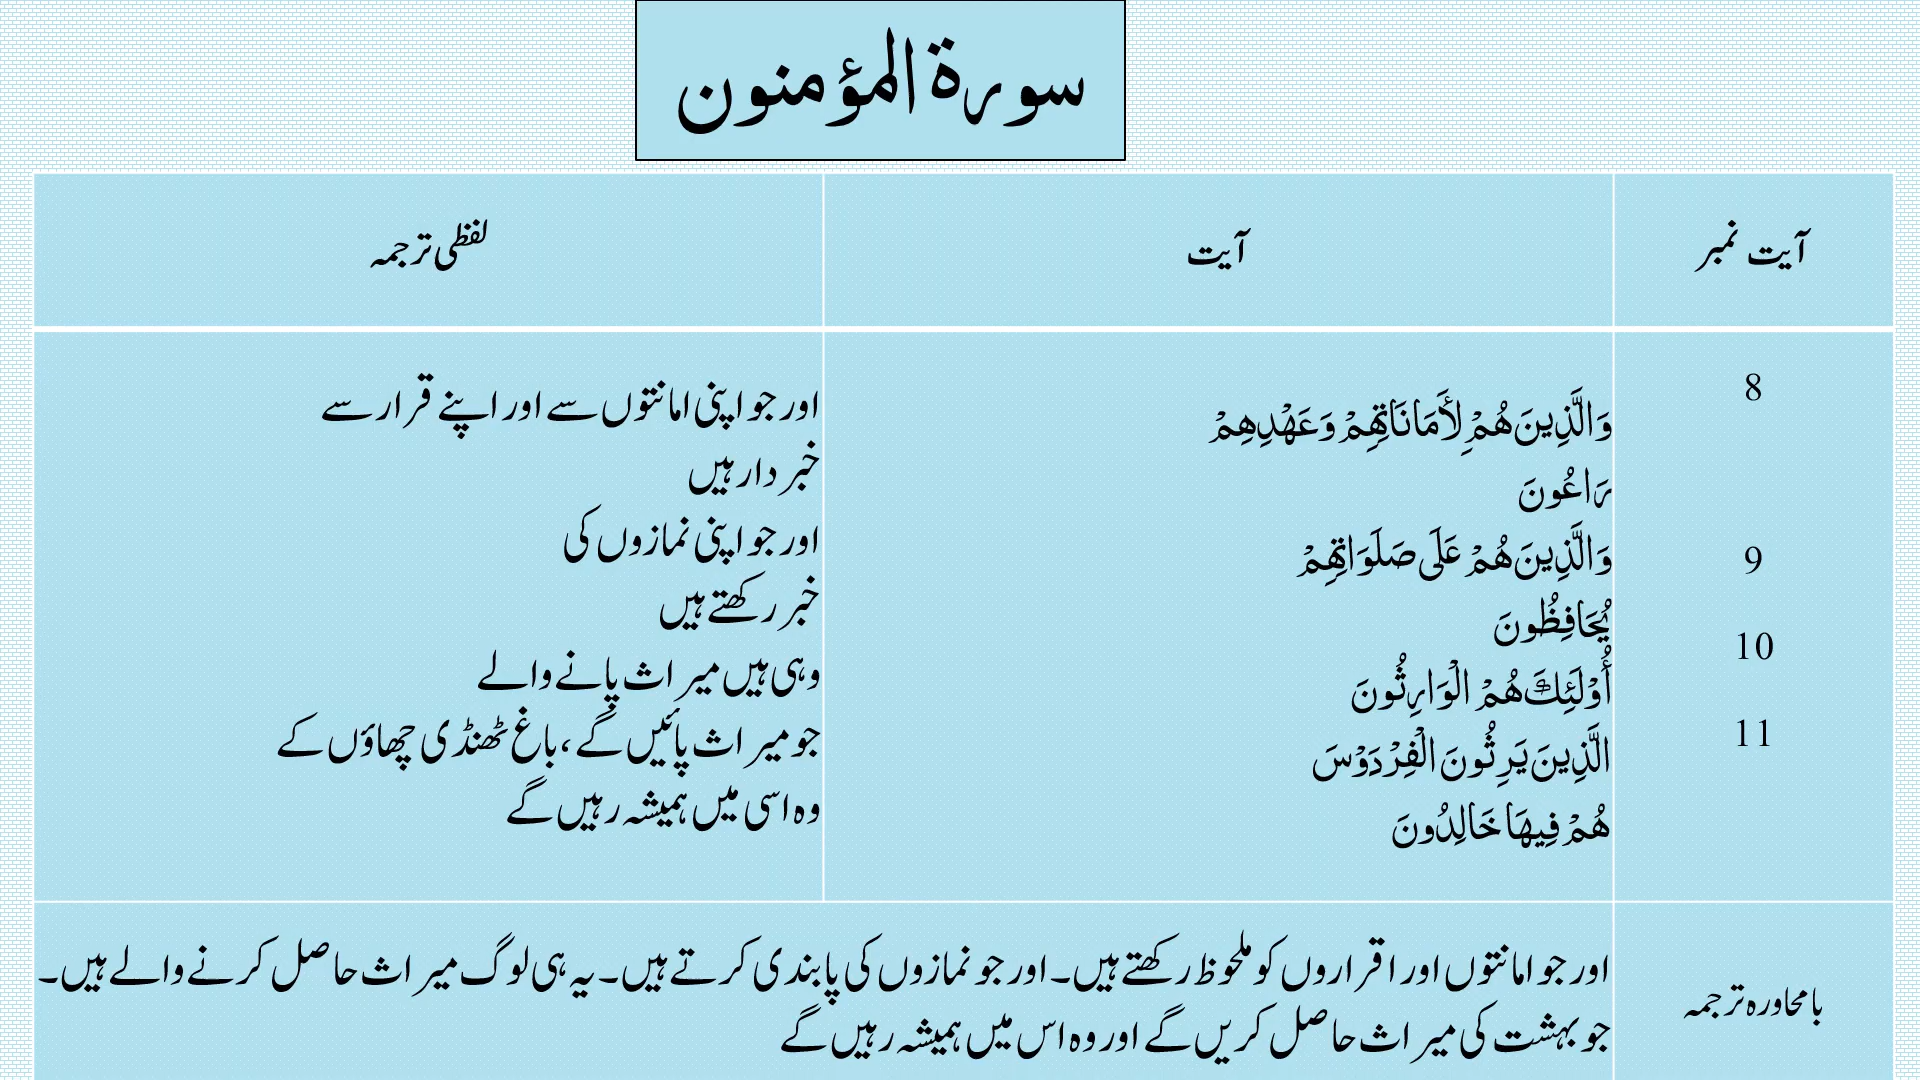 سورة المؤمنون
آیت نمبر
آیت
لفظی ترجمہ
8
وَالَّذِينَ هُمْ لِأَمَانَاتِهِمْ وَعَهْدِهِمْ
رَاعُونَ
اور جو اپنی امانتوں سے اور اپنے قرار سے
خبر دار ہیں
9
وَالَّذِينَ هُمْ عَلَى صَلَوَاتِهِمْ
يُحَافِظُونَ
اور جو اپنی نمازوں کی
خبر رکھتے ہیں
10
أُوْلَئِكَ هُمْ الْوَارِثُونَ
وہی ہیں میراث پانے والے
11
الَّذِينَ يَرِثُونَ الْفِرْدَوْسَ
هُمْ فِيهَا خَالِدُونَ
جو میراث پائیں گے، باغ ٹھنڈی چھاؤں کے
وہ اسی میں ہمیشہ رہیں گے
بامحاورہ ترجمہ
اور جو امانتوں اور اقراروں کو ملحوظ رکھتے ہیں۔ اور جو نمازوں کی پابندی کرتے ہیں۔ یہ ہی لوگ میراث حاصل کرنے والے ہیں۔
جو بہشت کی میراث حاصل کریں گے اور وہ اس میں ہمیشہ رہیں گے